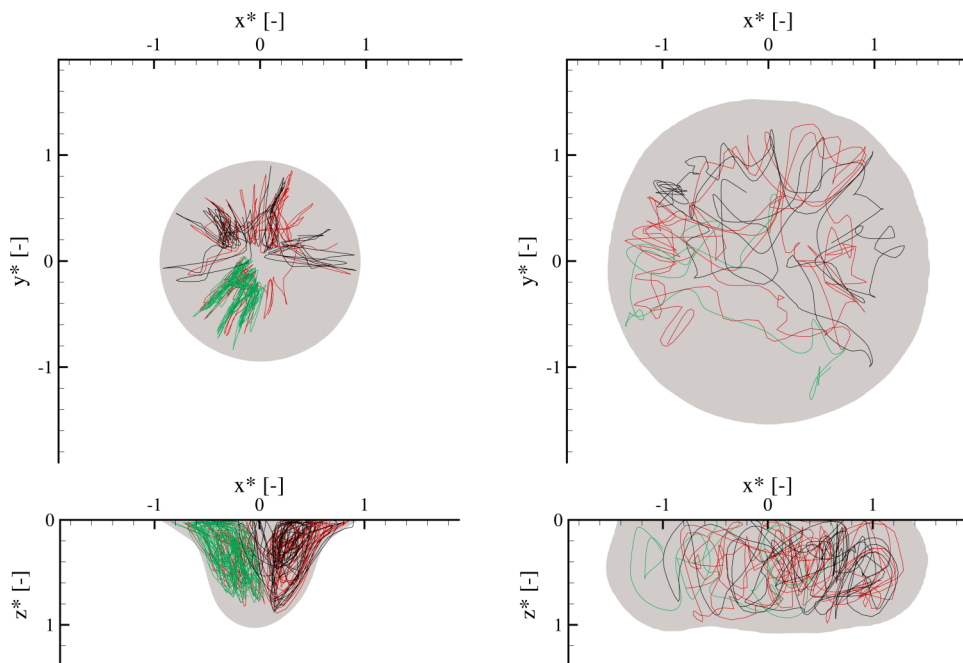 x* [-] x* [-]
-1 0 1 -1 0 1
1 1
y* [-] 0 y* [-] 0
-1 -1
x* [-] x* [-]
-1 0 1 -1 0 1
0 0
z* [-] z* [-]
1 1